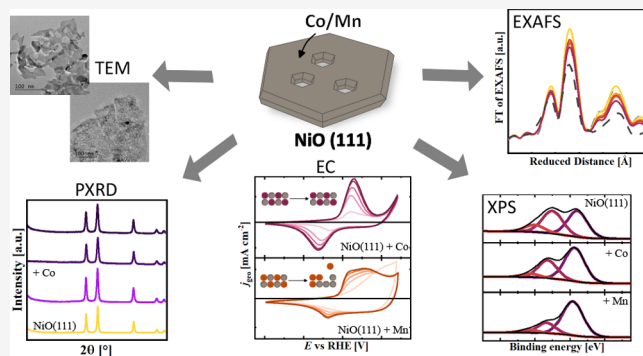 Co/Mn
TEM
100 nm
NiO (111)
EXAFS
FT of EXAFS [a.u.]
Reduced Distance [Å]
PXRD
Intensity [a.u.]
+ Co
NiO(111)
2θ [°]
EC
NiO(111) + Co
NiO(111) + Mn
j geo [mA cm-2]
E vs RHE [V]
XPS
NiO(111)
+ Co
+ Mn
Binding energy [eV]